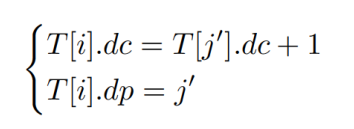 T[i].dc = T[j′].dc + 1
T[i].dp = j′